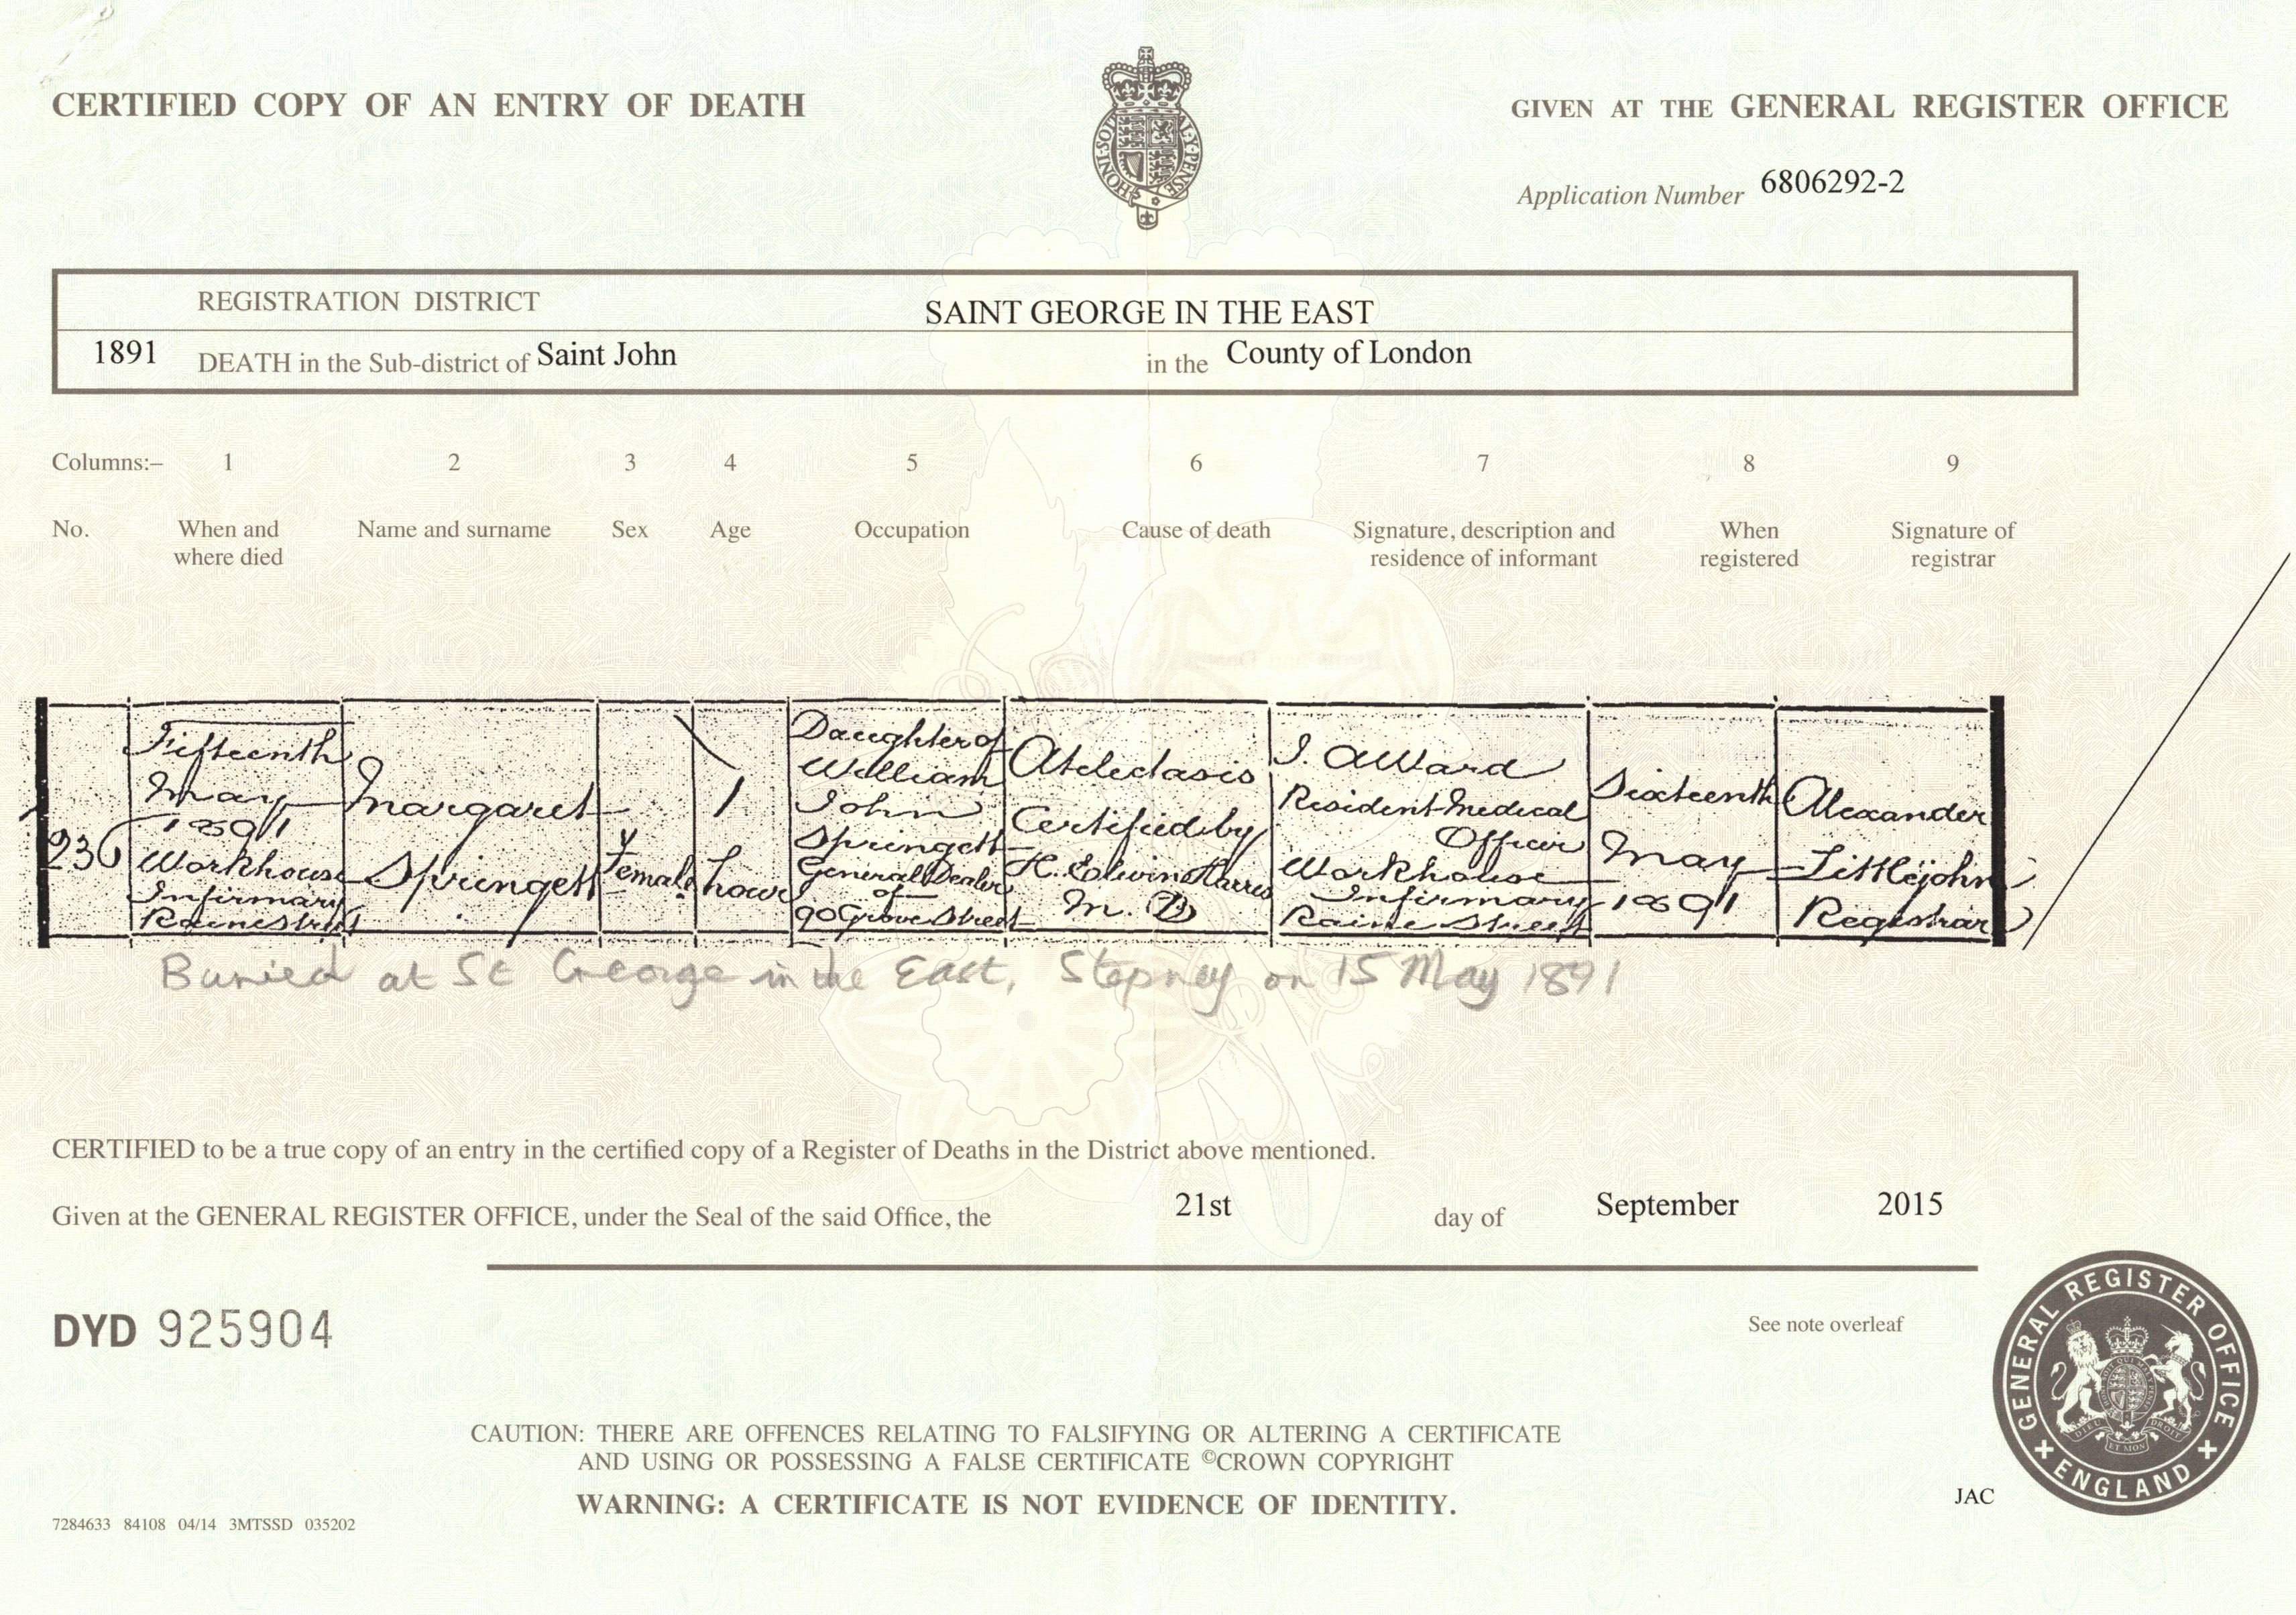 CERTIFIED COPY OF AN ENTRY OF DEATH
GIVEN AT THE GENERAL REGISTER OFFICE
Application Number 6806292-2
REGISTRATION DISTRICT SAINT GEORGE IN THE EAST
1891 DEATH in the Sub-district of Saint John in the County of London
Columns:– 1 2 3 4 5 6 7 8 9
No. When and where died Name and surname Sex Age Occupation Cause of death Signature, description and residence of informant When registered Signature of registrar
236
Fifteenth
May
1891
Workhouse
Infirmary
Raine Street
Margaret
Springett
Female
1
hour
Daughter of
William
John
Springett
General Dealer
of
90 Grove Street
Atelectasis
Certified by
H. Edwin Harris
M. D
J. A Ward
Resident Medical
Officer
Workhouse
Infirmary
Raine Street
Sixteenth
May
1891
Alexander
Littlejohn
Registrar
Buried at St George in the East, Stepney on 15 May 1891
CERTIFIED to be a true copy of an entry in the certified copy of a Register of Deaths in the District above mentioned.
Given at the GENERAL REGISTER OFFICE, under the Seal of the said Office, the 21st day of September 2015
DYD 925904
See note overleaf
GENERAL REGISTER OFFICE
ENGLAND
CAUTION: THERE ARE OFFENCES RELATING TO FALSIFYING OR ALTERING A CERTIFICATE
AND USING OR POSSESSING A FALSE CERTIFICATE ©CROWN COPYRIGHT
WARNING: A CERTIFICATE IS NOT EVIDENCE OF IDENTITY.
JAC
7284633 84108 04/14 3MTSSD 035202